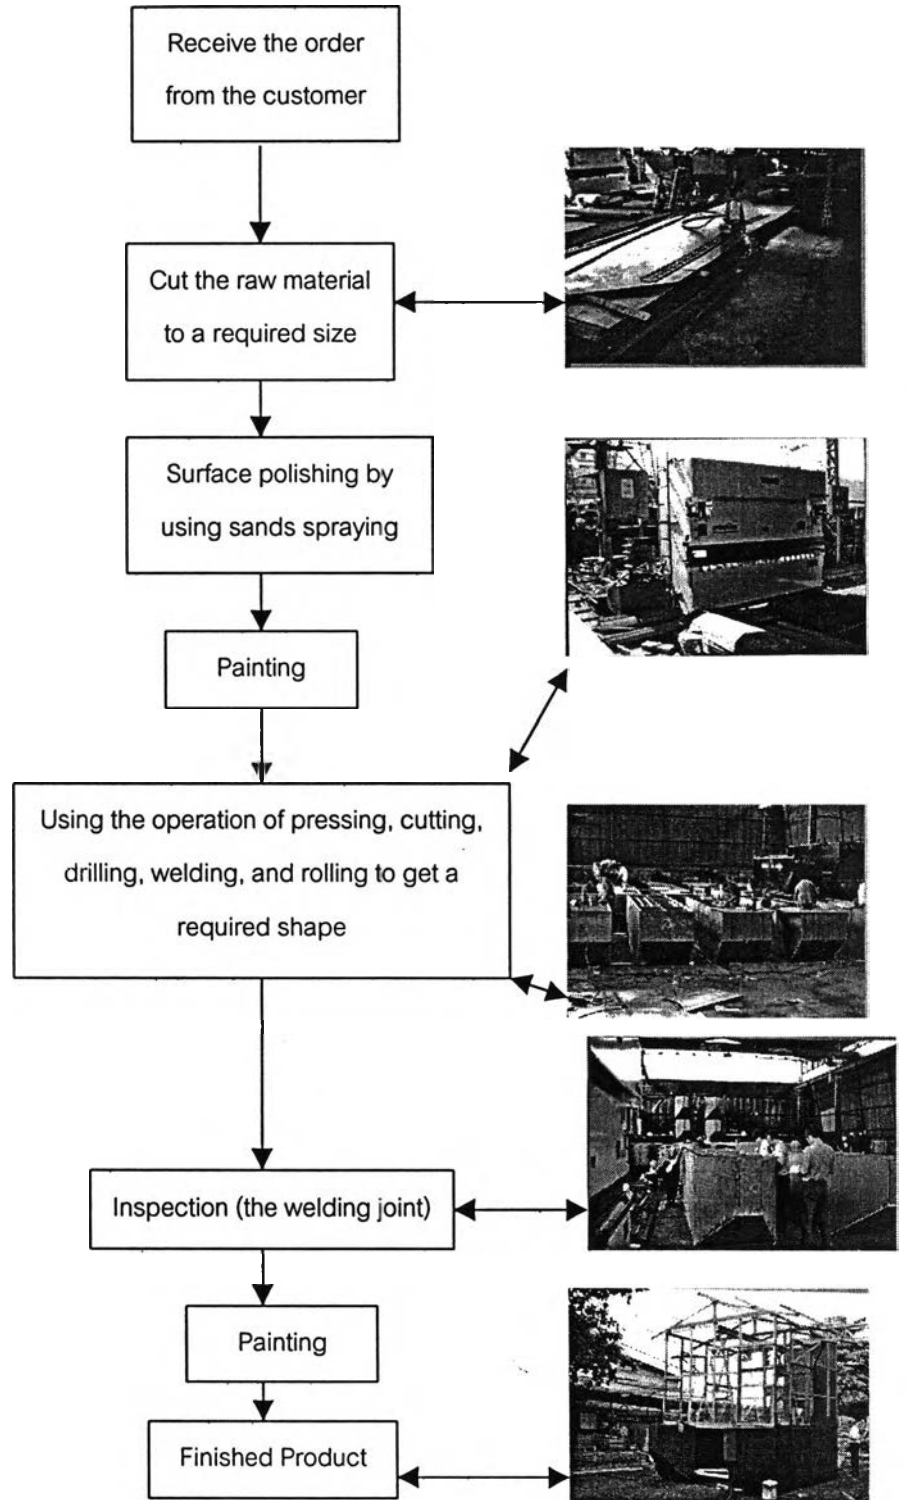 Receive the order
from the customer
Cut the raw material
to a required size
Surface polishing by
using sands spraying
Painting
Using the operation of pressing, cutting,
drilling, welding, and rolling to get a
required shape
Inspection (the welding joint)
Painting
Finished Product